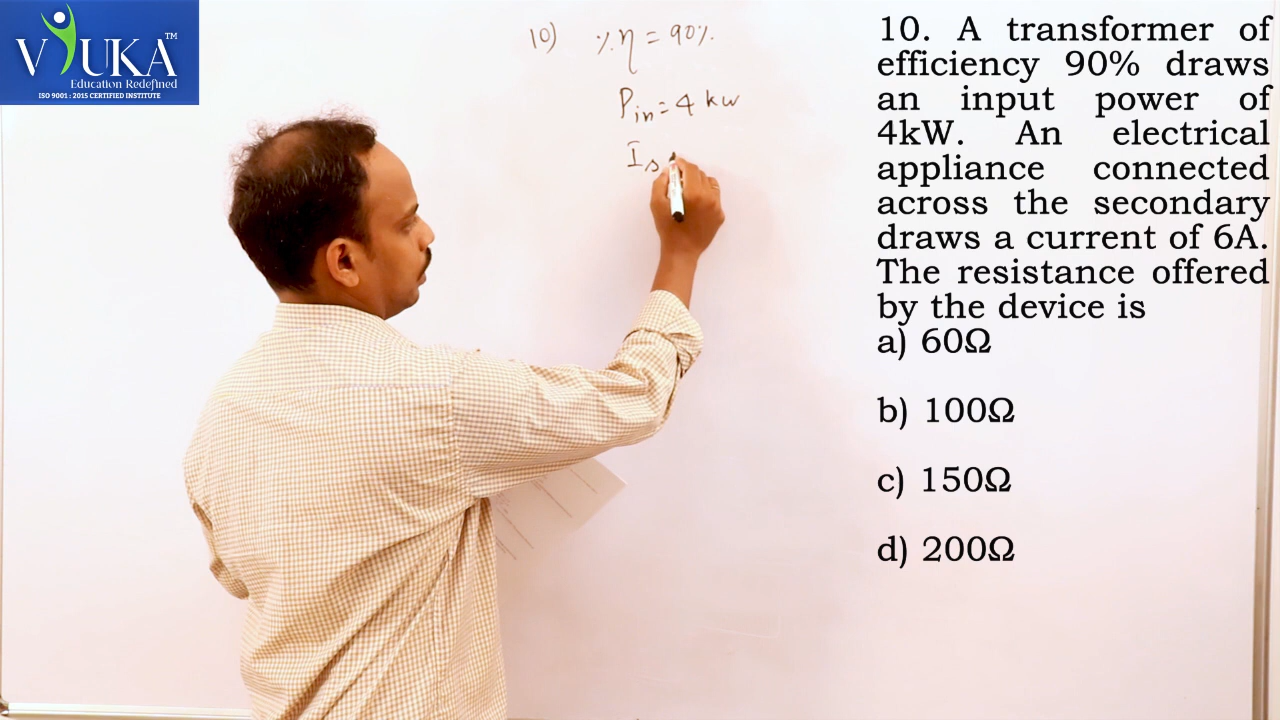 VIJUKA™
Education Redefined
ISO 9001 : 2015 CERTIFIED INSTITUTE
10) %η = 90%.
Pin = 4 kW
Is
10. A transformer of
efficiency 90% draws
an input power of
4kW. An electrical
appliance connected
across the secondary
draws a current of 6A.
The resistance offered
by the device is
a) 60Ω
b) 100Ω
c) 150Ω
d) 200Ω